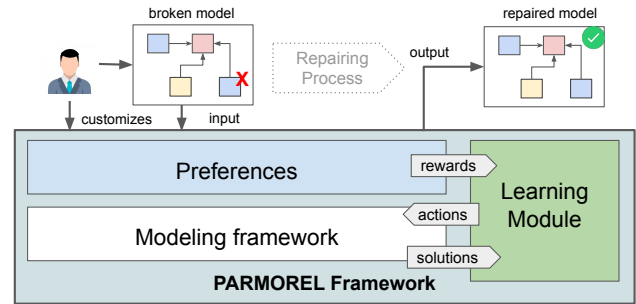 broken model
repaired model
X
Repairing
Process
output
customizes
input
Preferences
rewards
Learning
Module
actions
Modeling framework
solutions
PARMOREL Framework